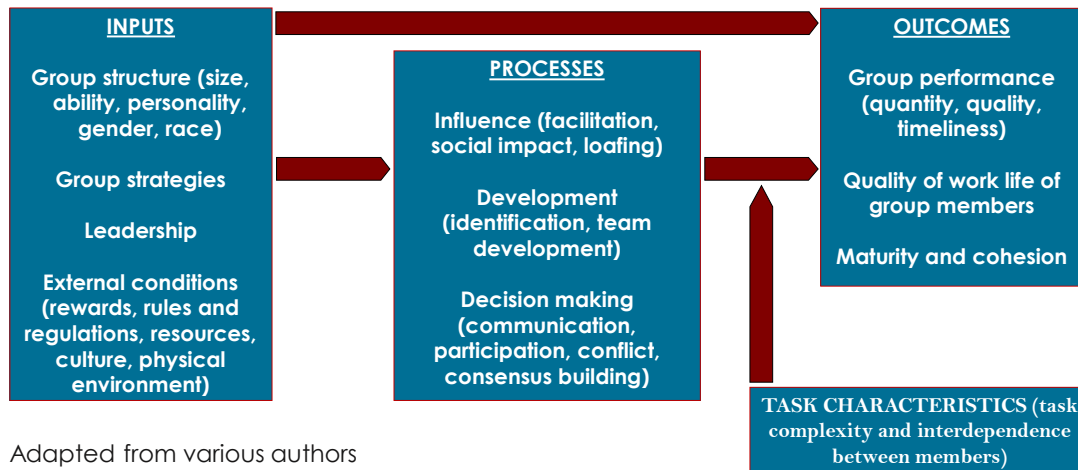 INPUTS
Group structure (size,
ability, personality,
gender, race)
Group strategies
Leadership
External conditions
(rewards, rules and
regulations, resources,
culture, physical
environment)
PROCESSES
Influence (facilitation,
social impact, loafing)
Development
(identification, team
development)
Decision making
(communication,
participation, conflict,
consensus building)
OUTCOMES
Group performance
(quantity, quality,
timeliness)
Quality of work life of
group members
Maturity and cohesion
TASK CHARACTERISTICS (task
complexity and interdependence
between members)
Adapted from various authors